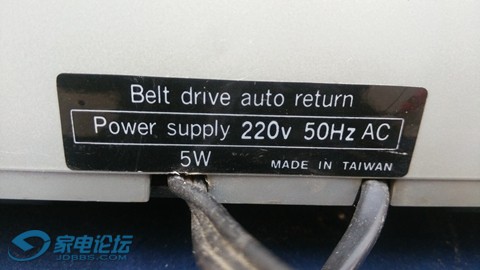 Belt drive auto return
Power supply 220v 50Hz AC
5W MADE IN TAIWAN
家电论坛
JDBBS.COM